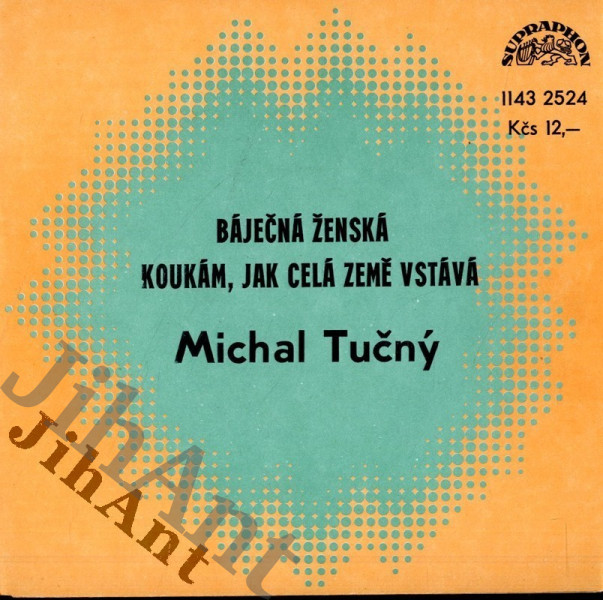 SUPRAPHON
1143 2524
Kčs 12,—
BÁJEČNÁ ŽENSKÁ
KOUKÁM, JAK CELÁ ZEMĚ VSTÁVÁ
Michal Tučný
JihAnt
JihAnt